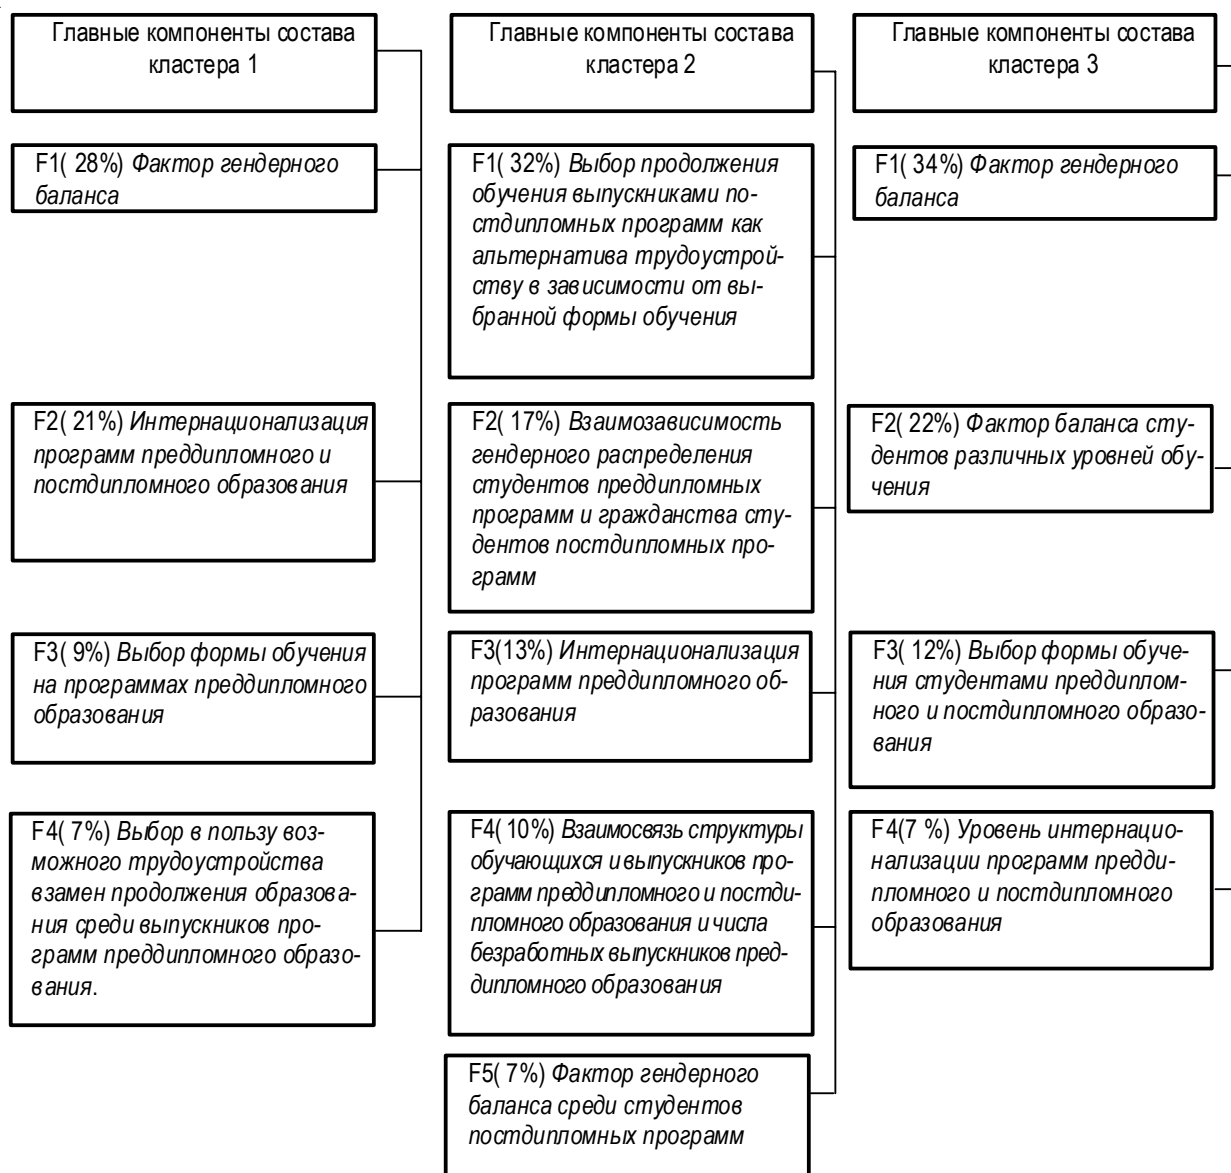 Главные компоненты состава
кластера 1
F1( 28%) Фактор гендерного
баланса
F2( 21%) Интернационализация
программ преддипломного и
постдипломного образования
F3( 9%) Выбор формы обучения
на программах преддипломного
образования
F4( 7%) Выбор в пользу воз-
можного трудоустройства
взамен продолжения образова-
ния среди выпускников про-
грамм преддипломного образо-
вания.
Главные компоненты состава
кластера 2
F1( 32%) Выбор продолжения
обучения выпускниками по-
стдипломных программ как
альтернатива трудоустрой-
ству в зависимости от вы-
бранной формы обучения
F2( 17%) Взаимозависимость
гендерного распределения
студентов преддипломных
программ и гражданства сту-
дентов постдипломных про-
грамм
F3(13%) Интернационализация
программ преддипломного об-
разования
F4( 10%) Взаимосвязь структуры
обучающихся и выпускников про-
грамм преддипломного и постди-
пломного образования и числа
безработных выпускников пред-
дипломного образования
F5( 7%) Фактор гендерного
баланса среди студентов
постдипломных программ
Главные компоненты состава
кластера 3
F1( 34%) Фактор гендерного
баланса
F2( 22%) Фактор баланса сту-
дентов различных уровней обу-
чения
F3( 12%) Выбор формы обуче-
ния студентами преддиплом-
ного и постдипломного образо-
вания
F4(7 %) Уровень интернацио-
нализации программ предди-
пломного и постдипломного
образования